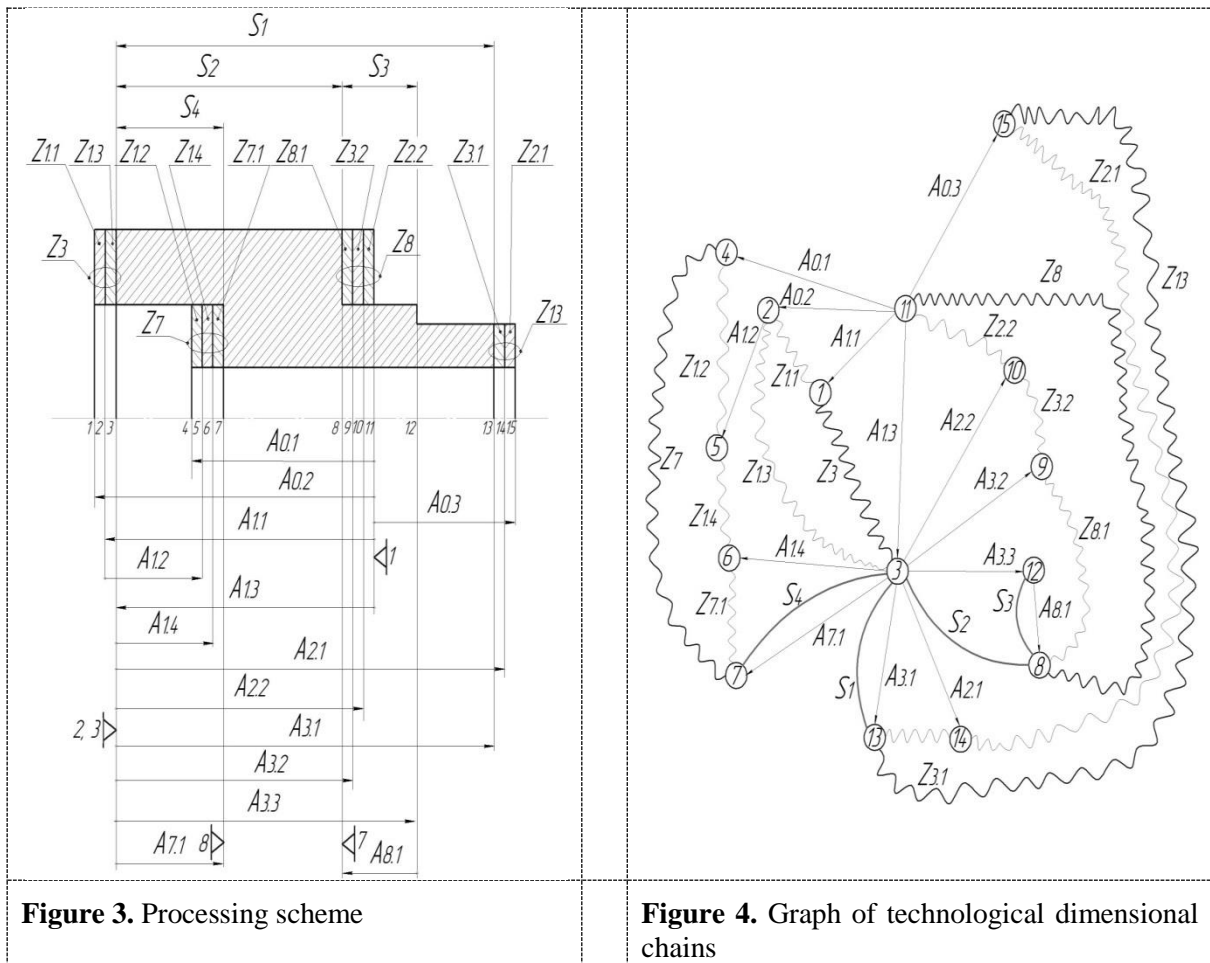 S1
S2 S3
S4
Z1.1 Z1.3 Z1.2 Z1.4 Z7.1 Z8.1 Z3.2 Z2.2 Z3.1 Z2.1
Z3 Z8
Z7 Z13
1 2 3 4 5 6 7 8 9 10 11 12 13 14 15
A0.1
A0.2
A0.3
A1.1
1
A1.2
A1.3
A1.4
A2.1
A2.2
2, 3
A3.1
A3.2
A3.3
A7.1 8 7 A8.1
Figure 3. Processing scheme
15
Z2.1
A0.3
4
A0.1
Z8
Z13
2 A0.2 11
A1.2 A1.1 Z2.2
Z1.2 Z1.1 10
1 Z3.2
A1.3 A2.2
5 9
Z7 Z1.3 Z3 A3.2
Z1.4 Z8.1
6 A1.4 A3.3 12
3
S4 S3 A8.1
Z7.1 S2
A7.1
7 8
S1 A3.1 A2.1
13 14
Z3.1
Figure 4. Graph of technological dimensional
chains